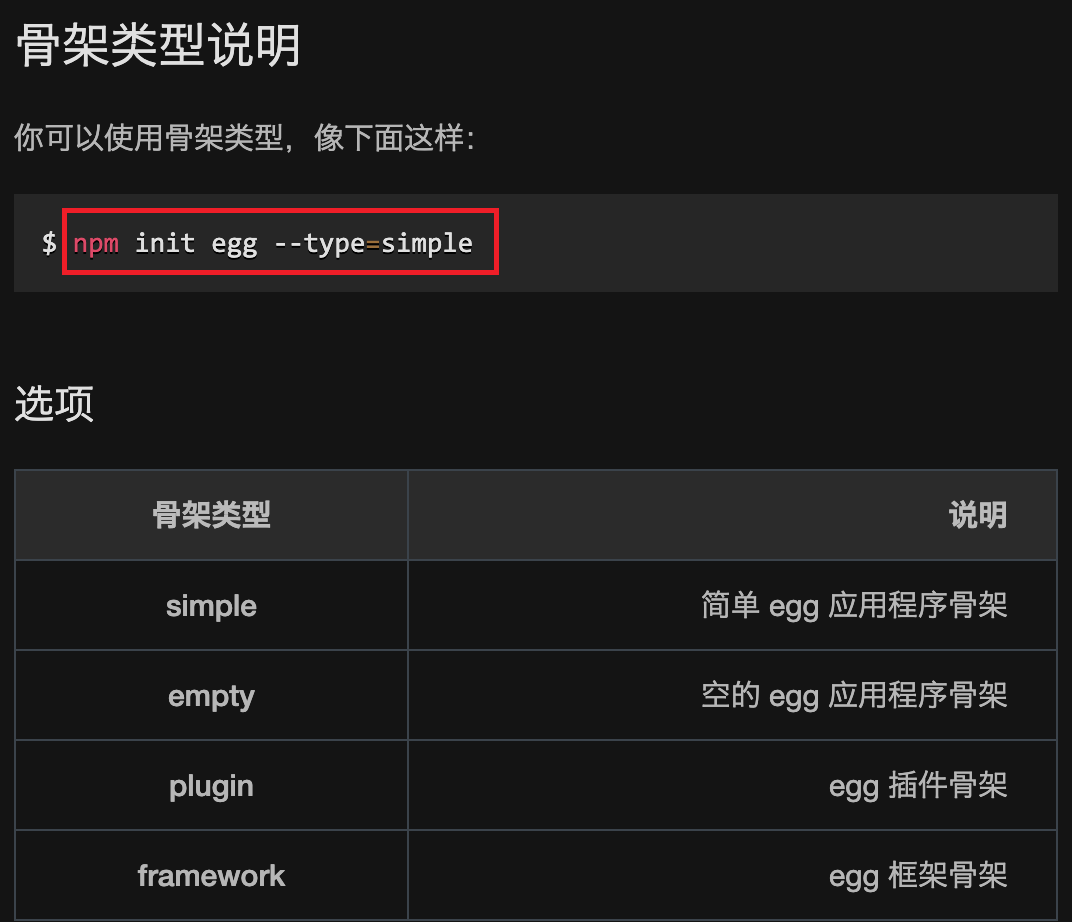 骨架类型说明
你可以使用骨架类型，像下面这样：
$ npm init egg --type=simple
选项
骨架类型 说明
simple 简单 egg 应用程序骨架
empty 空的 egg 应用程序骨架
plugin egg 插件骨架
framework egg 框架骨架